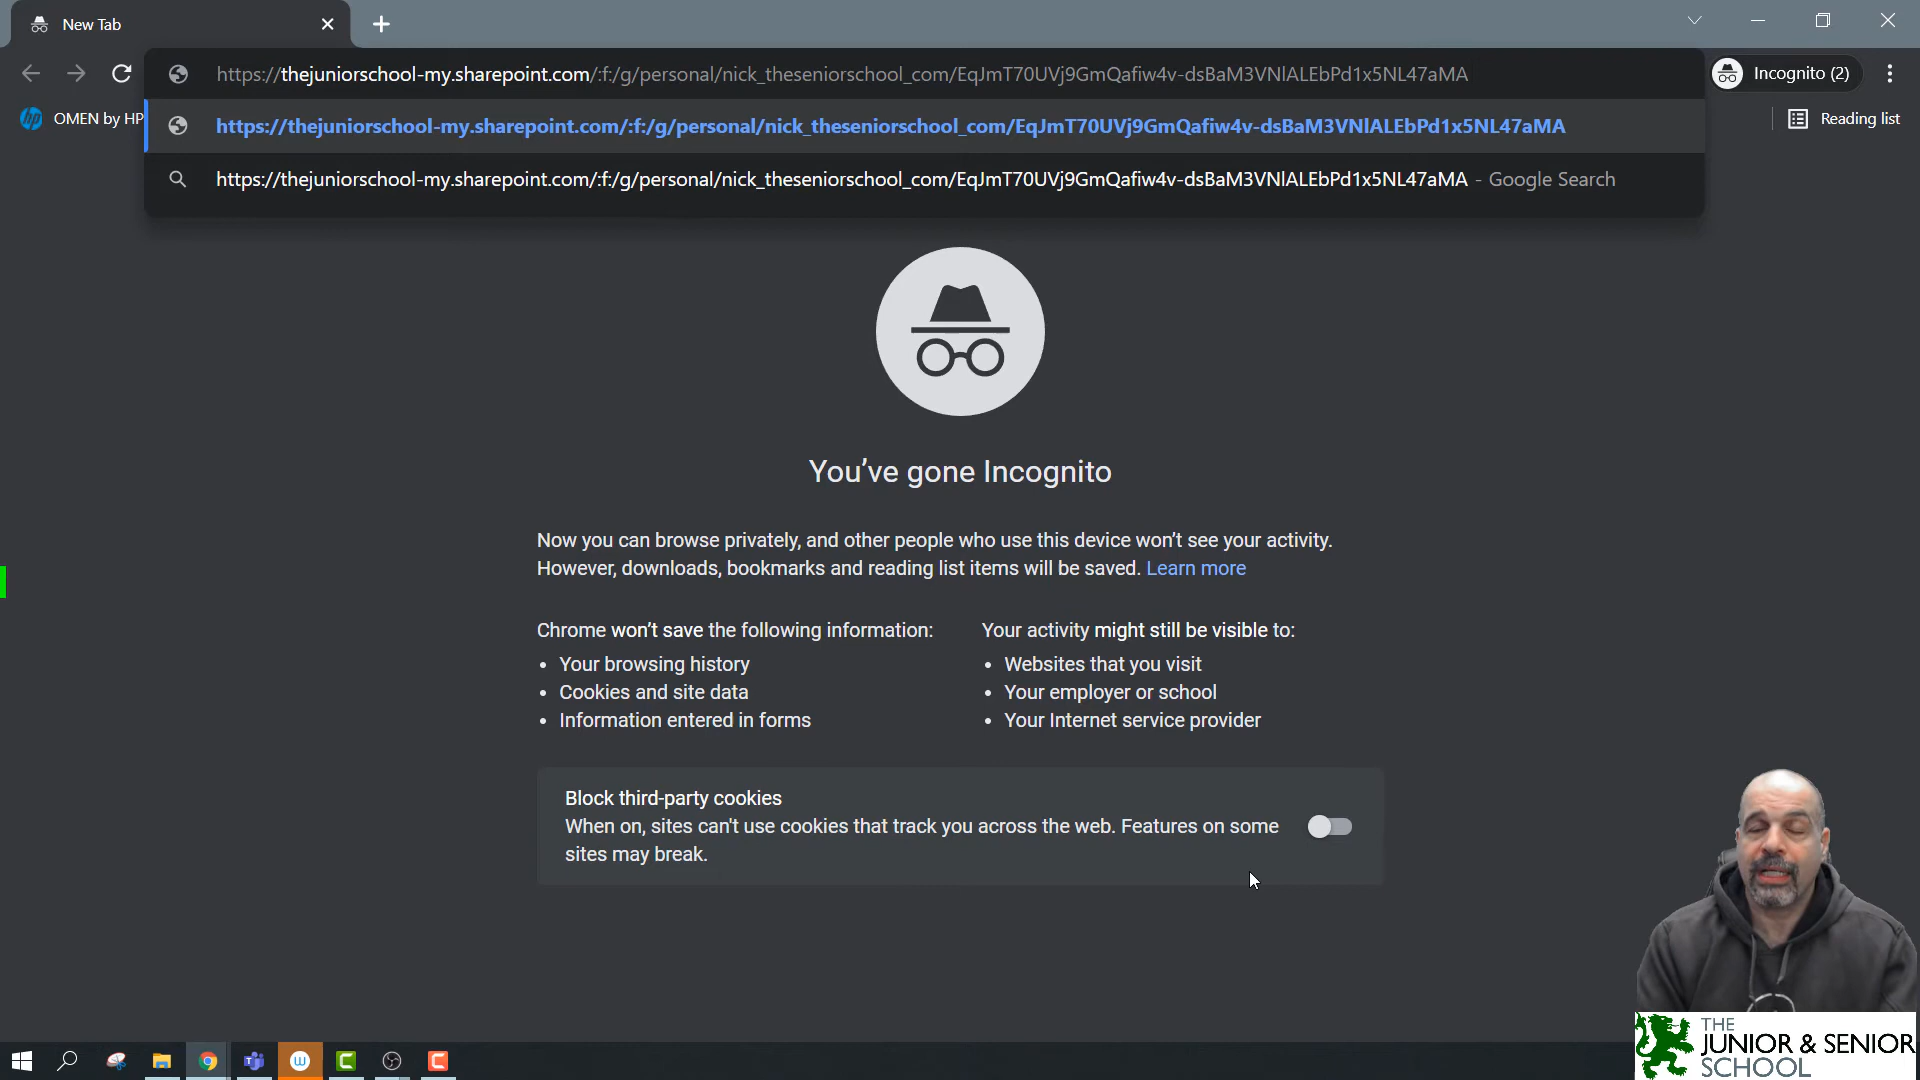 New Tab
https://thejuniorschool-my.sharepoint.com/:f:/g/personal/nick_theseniorschool_com/EqJmT70UVj9GmQafiw4v-dsBaM3VNlALEbPd1x5NL47aMA
Incognito (2)
OMEN by HP
https://thejuniorschool-my.sharepoint.com/:f:/g/personal/nick_theseniorschool_com/EqJmT70UVj9GmQafiw4v-dsBaM3VNlALEbPd1x5NL47aMA
Reading list
https://thejuniorschool-my.sharepoint.com/:f:/g/personal/nick_theseniorschool_com/EqJmT70UVj9GmQafiw4v-dsBaM3VNlALEbPd1x5NL47aMA - Google Search
You've gone Incognito
Now you can browse privately, and other people who use this device won't see your activity.
However, downloads, bookmarks and reading list items will be saved. Learn more
Chrome won't save the following information:
• Your browsing history
• Cookies and site data
• Information entered in forms
Your activity might still be visible to:
• Websites that you visit
• Your employer or school
• Your Internet service provider
Block third-party cookies
When on, sites can't use cookies that track you across the web. Features on some
sites may break.
THE
JUNIOR & SENIOR
SCHOOL